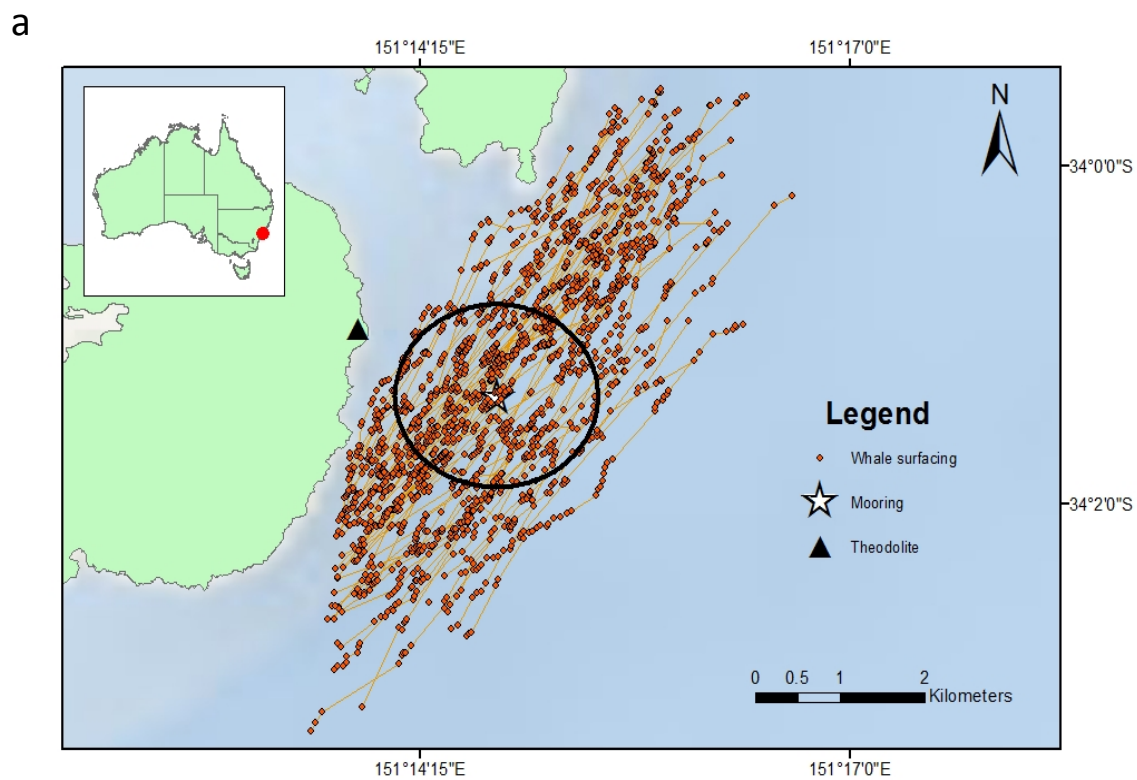 a
151°14'15"E 151°17'0"E
N
34°0'0"S
Legend
Whale surfacing
Mooring
34°2'0"S
Theodolite
0 0.5 1 2
Kilometers
151°14'15"E 151°17'0"E